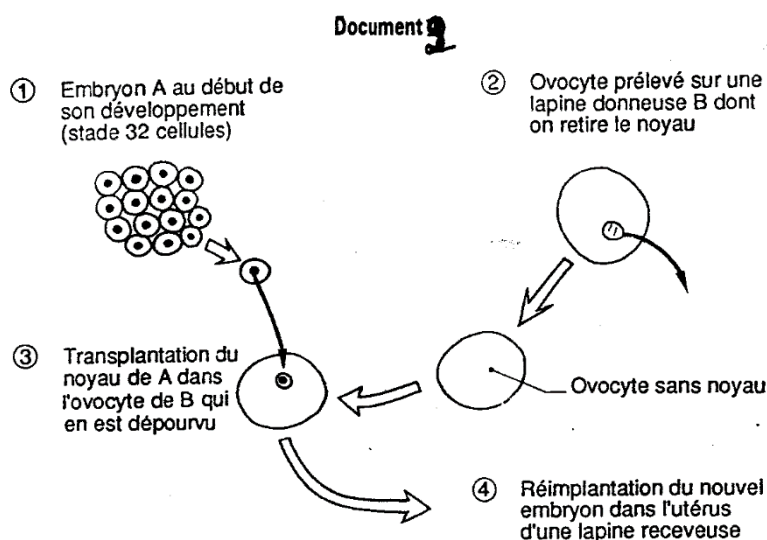 Document
① Embryon A au début de
son développement
(stade 32 cellules)
② Ovocyte prélevé sur une
lapine donneuse B dont
on retire le noyau
③ Transplantation du
noyau de A dans
l'ovocyte de B qui
en est dépourvu
Ovocyte sans noyau
④ Réimplantation du nouvel
embryon dans l'utérus
d'une lapine receveuse